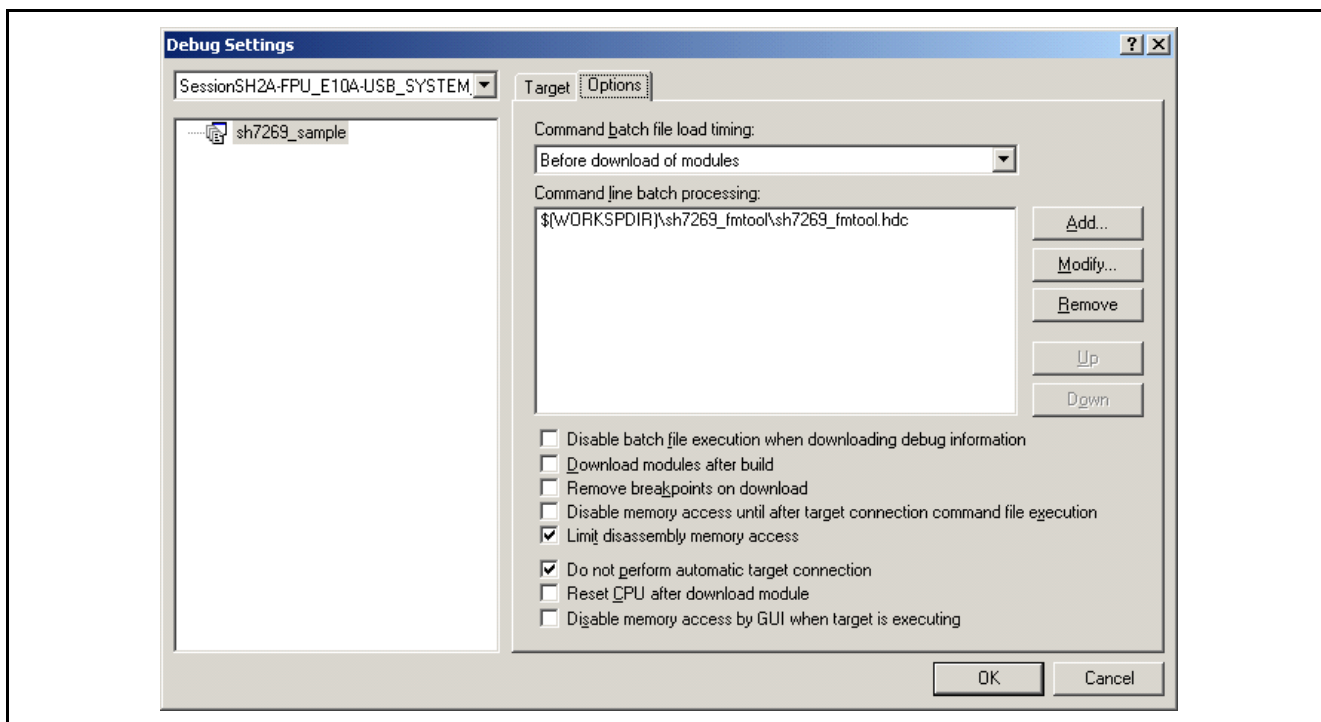 Debug Settings
SessionSH2A-FPU_E10A-USB_SYSTEM_
sh7269_sample
Target
Options
Command batch file load timing:
Before download of modules
Command line batch processing:
$(WORKSPDIR)\sh7269_fmtool\sh7269_fmtool.hdc
Add...
Modify...
Remove
Up
Down
Disable batch file execution when downloading debug information
Download modules after build
Remove breakpoints on download
Disable memory access until after target connection command file execution
Limit disassembly memory access
Do not perform automatic target connection
Reset CPU after download module
Disable memory access by GUI when target is executing
OK
Cancel